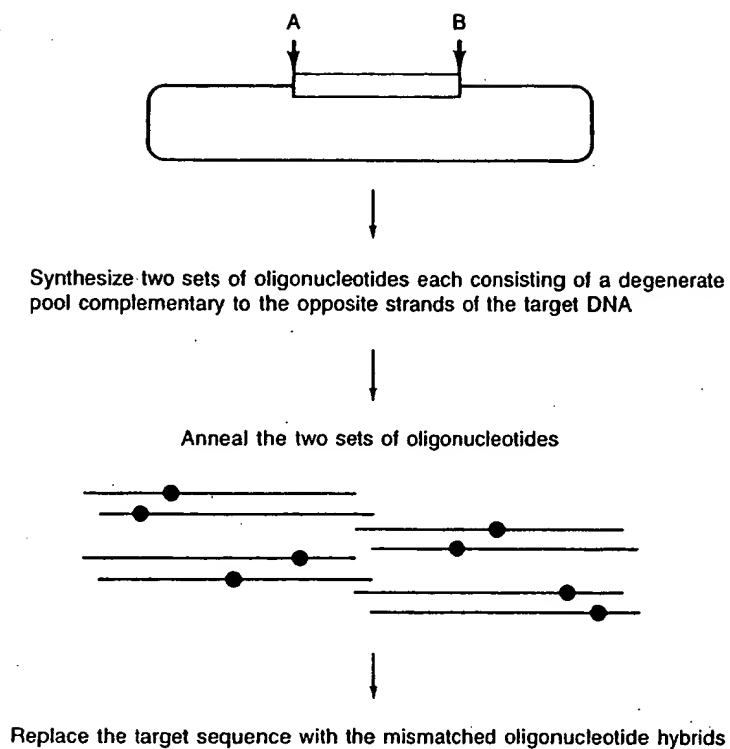 A B
Synthesize two sets of oligonucleotides each consisting of a degenerate
pool complementary to the opposite strands of the target DNA
Anneal the two sets of oligonucleotides
Replace the target sequence with the mismatched oligonucleotide hybrids